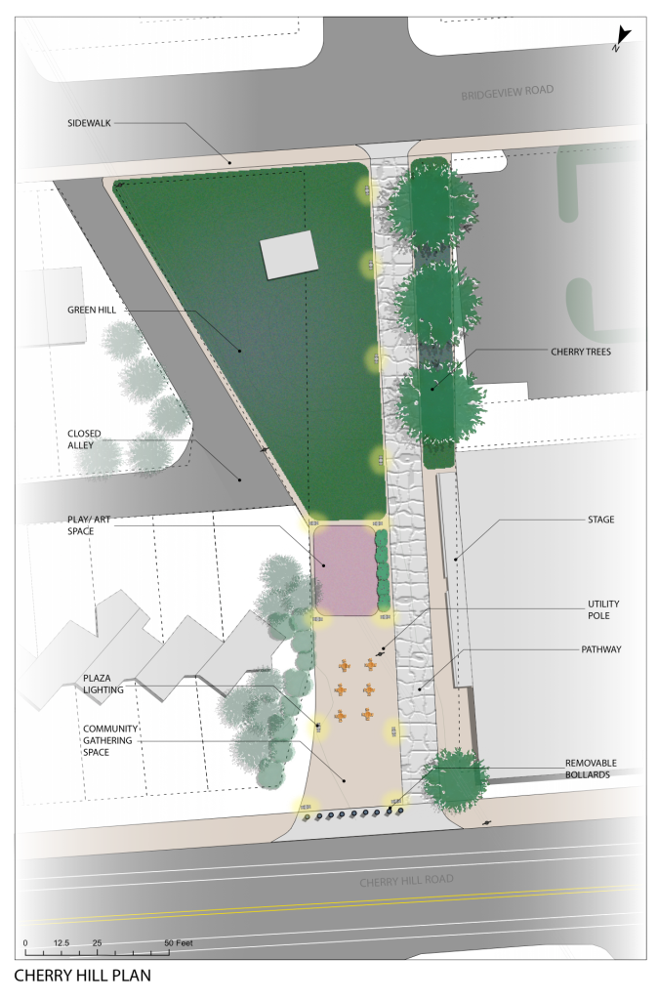 N
BRIDGEVIEW ROAD
SIDEWALK
GREEN HILL
CHERRY TREES
CLOSED
ALLEY
PLAY/ ART
SPACE
STAGE
UTILITY
POLE
PATHWAY
PLAZA
LIGHTING
COMMUNITY
GATHERING
SPACE
REMOVABLE
BOLLARDS
CHERRY HILL ROAD
0 12.5 25 50 Feet
CHERRY HILL PLAN